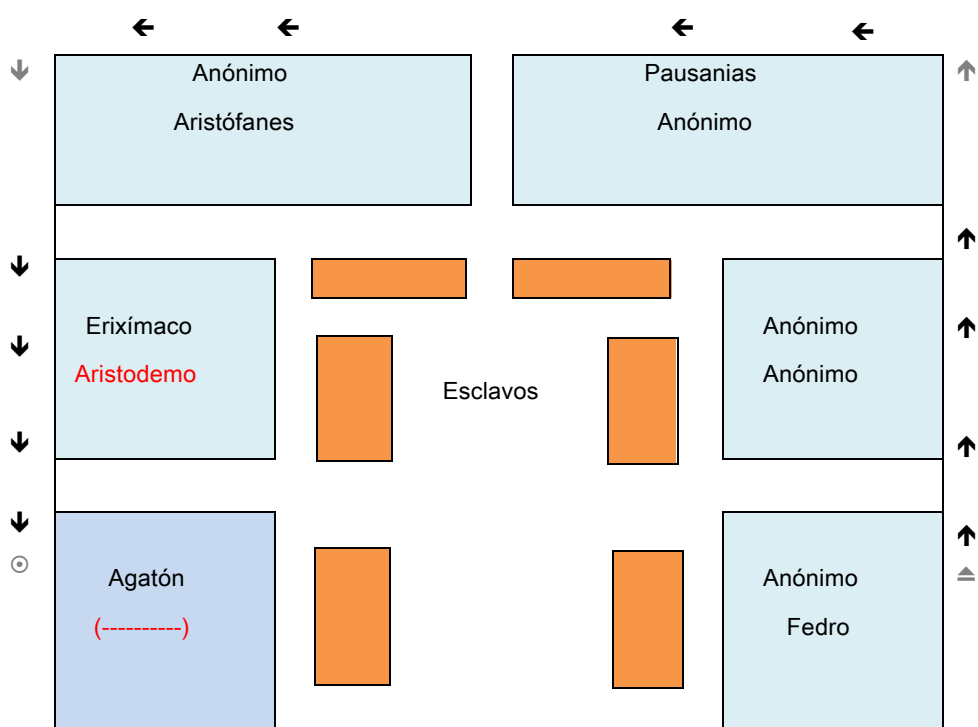 Anónimo
Aristófanes
Pausanias
Anónimo
Erixímaco
Aristodemo
Esclavos
Anónimo
Anónimo
Agatón
(----------)
Anónimo
Fedro